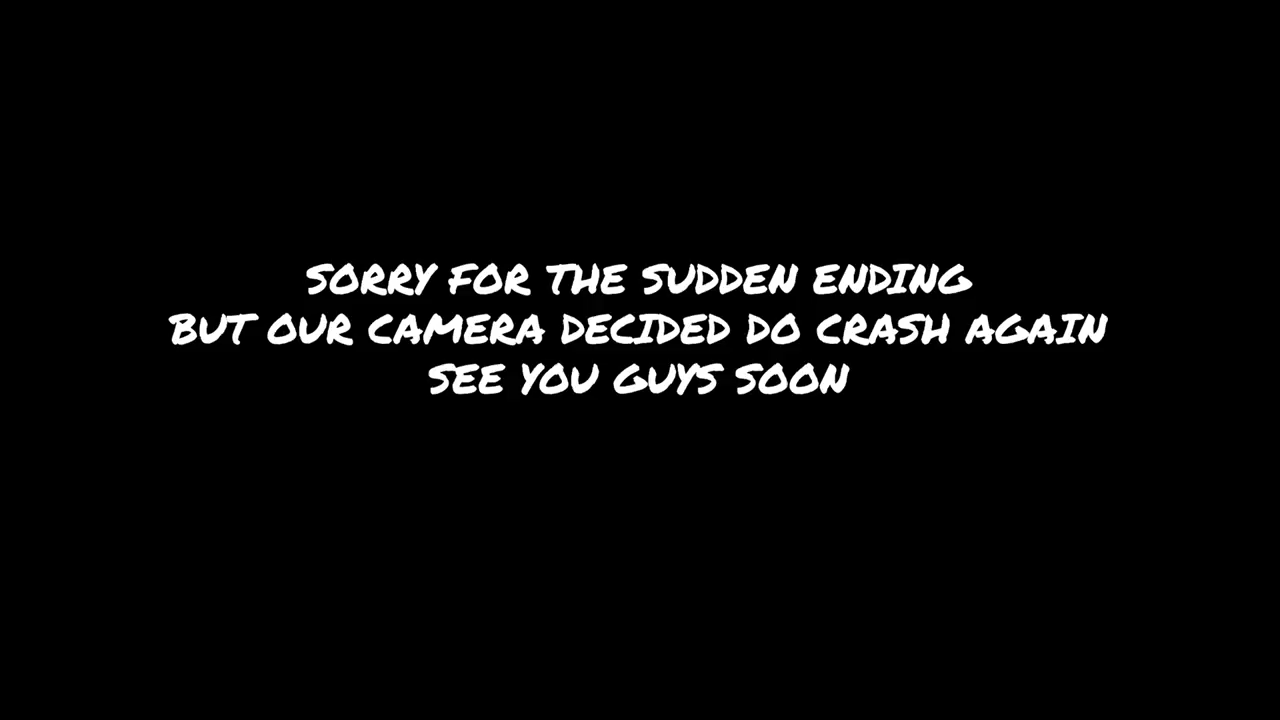 SORRY FOR THE SUDDEN ENDING
BUT OUR CAMERA DECIDED DO CRASH AGAIN
SEE YOU GUYS SOON